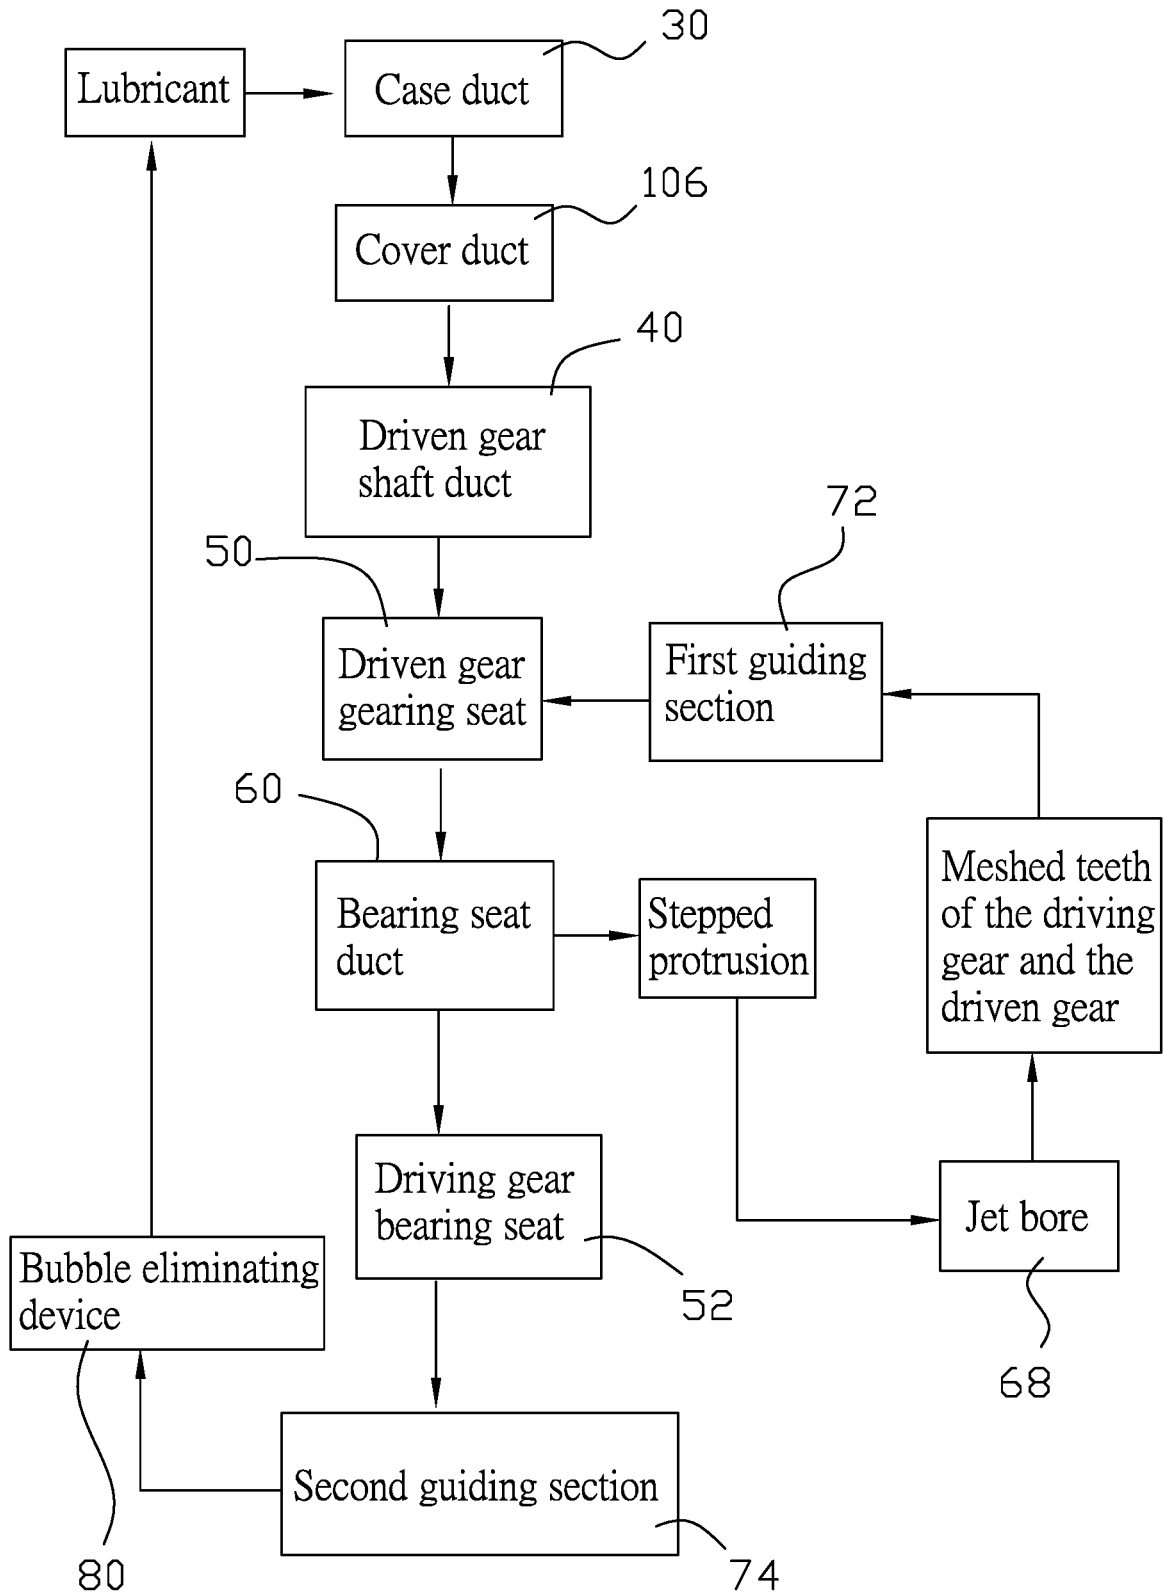 30
Lubricant
Case duct
106
Cover duct
40
Driven gear
shaft duct
72
50
Driven gear
gearing seat
First guiding
section
60
Bearing seat
duct
Stepped
protrusion
Meshed teeth
of the driving
gear and the
driven gear
Driving gear
bearing seat
Jet bore
Bubble eliminating
device
52
68
Second guiding section
80
74